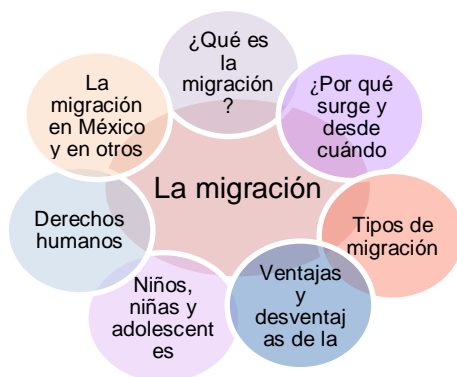 ¿Qué es
la
migración
?
¿Por qué
surge y
desde
cuándo
Tipos de
migración
Ventajas
y
desventaj
as de la
Niños,
niñas y
adolescent
es
Derechos
humanos
La
migración
en México
y en otros
La migración